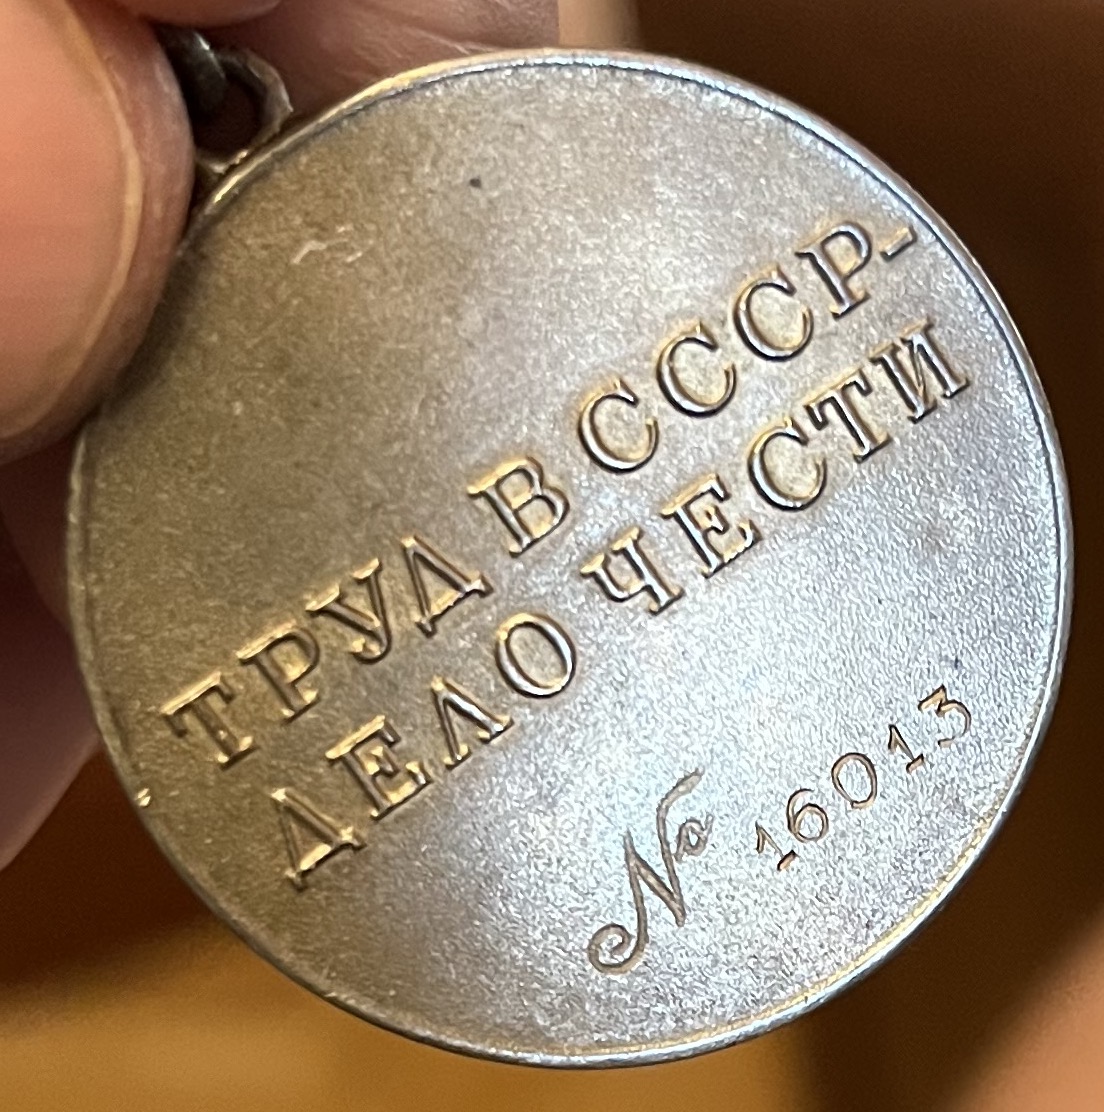 ТРУД В СССР-
ДЕЛО ЧЕСТИ
№ 16013